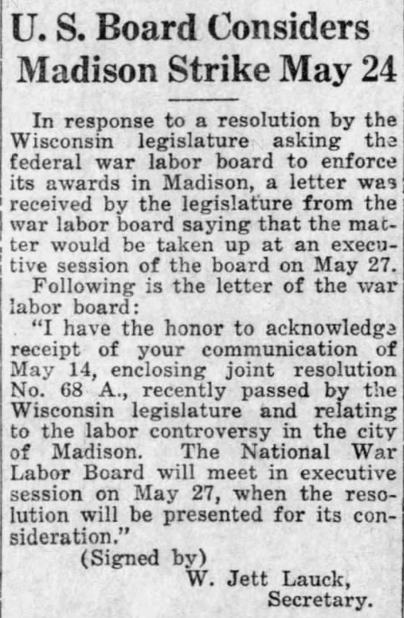 U. S. Board Considers
Madison Strike May 24
In response to a resolution by the
Wisconsin legislature asking the
federal war labor board to enforce
its awards in Madison, a letter was
received by the legislature from the
war labor board saying that the mat-
ter would be taken up at an execu-
tive session of the board on May 27.
Following is the letter of the war
labor board:
"I have the honor to acknowledge
receipt of your communication of
May 14, enclosing joint resolution
No. 68 A., recently passed by the
Wisconsin legislature and relating
to the labor controversy in the city
of Madison. The National War
Labor Board will meet in executive
session on May 27, when the reso-
lution will be presented for its con-
sideration."
(Signed by)
W. Jett Lauck,
Secretary.